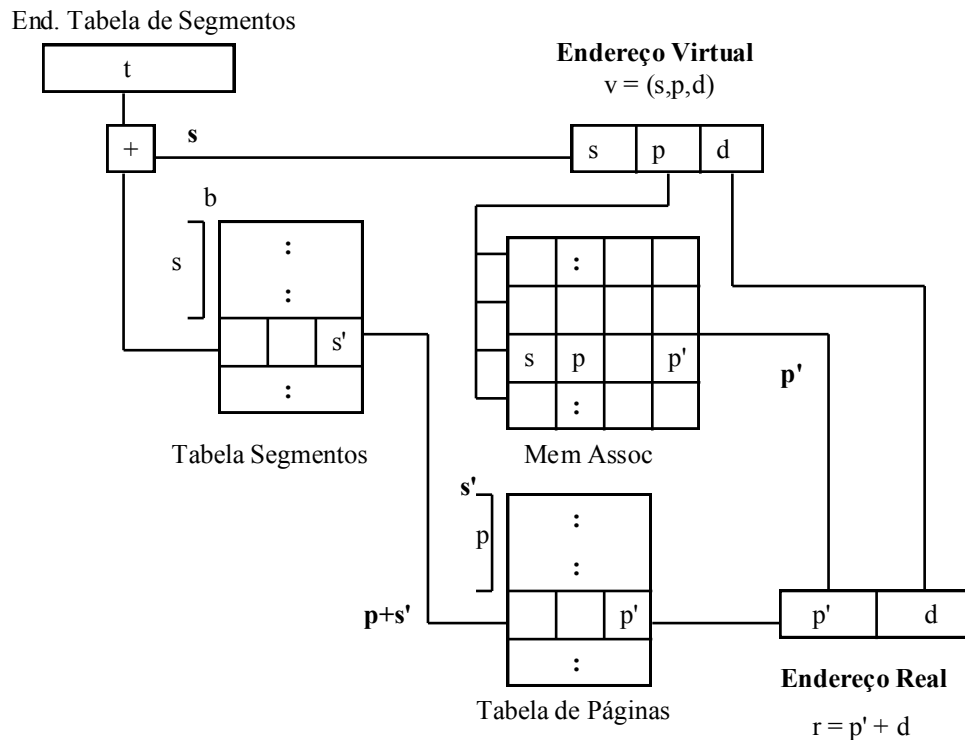 End. Tabela de Segmentos
t
Endereço Virtual
v = (s,p,d)
+
s
s p d
b
s
:
:
s'
:
Tabela Segmentos
:
s p p'
:
Mem Assoc
p'
s'
p
:
:
p+s'
p'
:
Tabela de Páginas
p' d
Endereço Real
r = p' + d